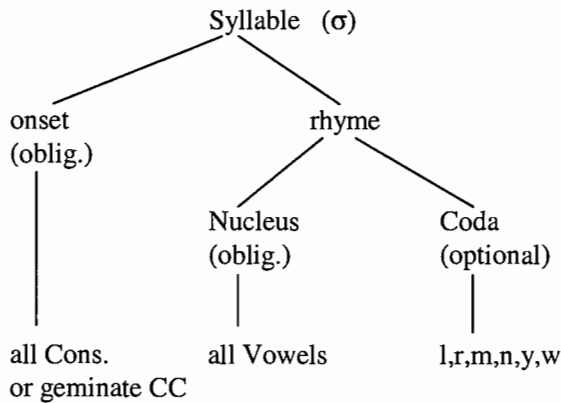 Syllable (σ)
onset
(oblig.)
rhyme
Nucleus
(oblig.)
Coda
(optional)
all Cons.
or geminate CC
all Vowels
l,r,m,n,y,w